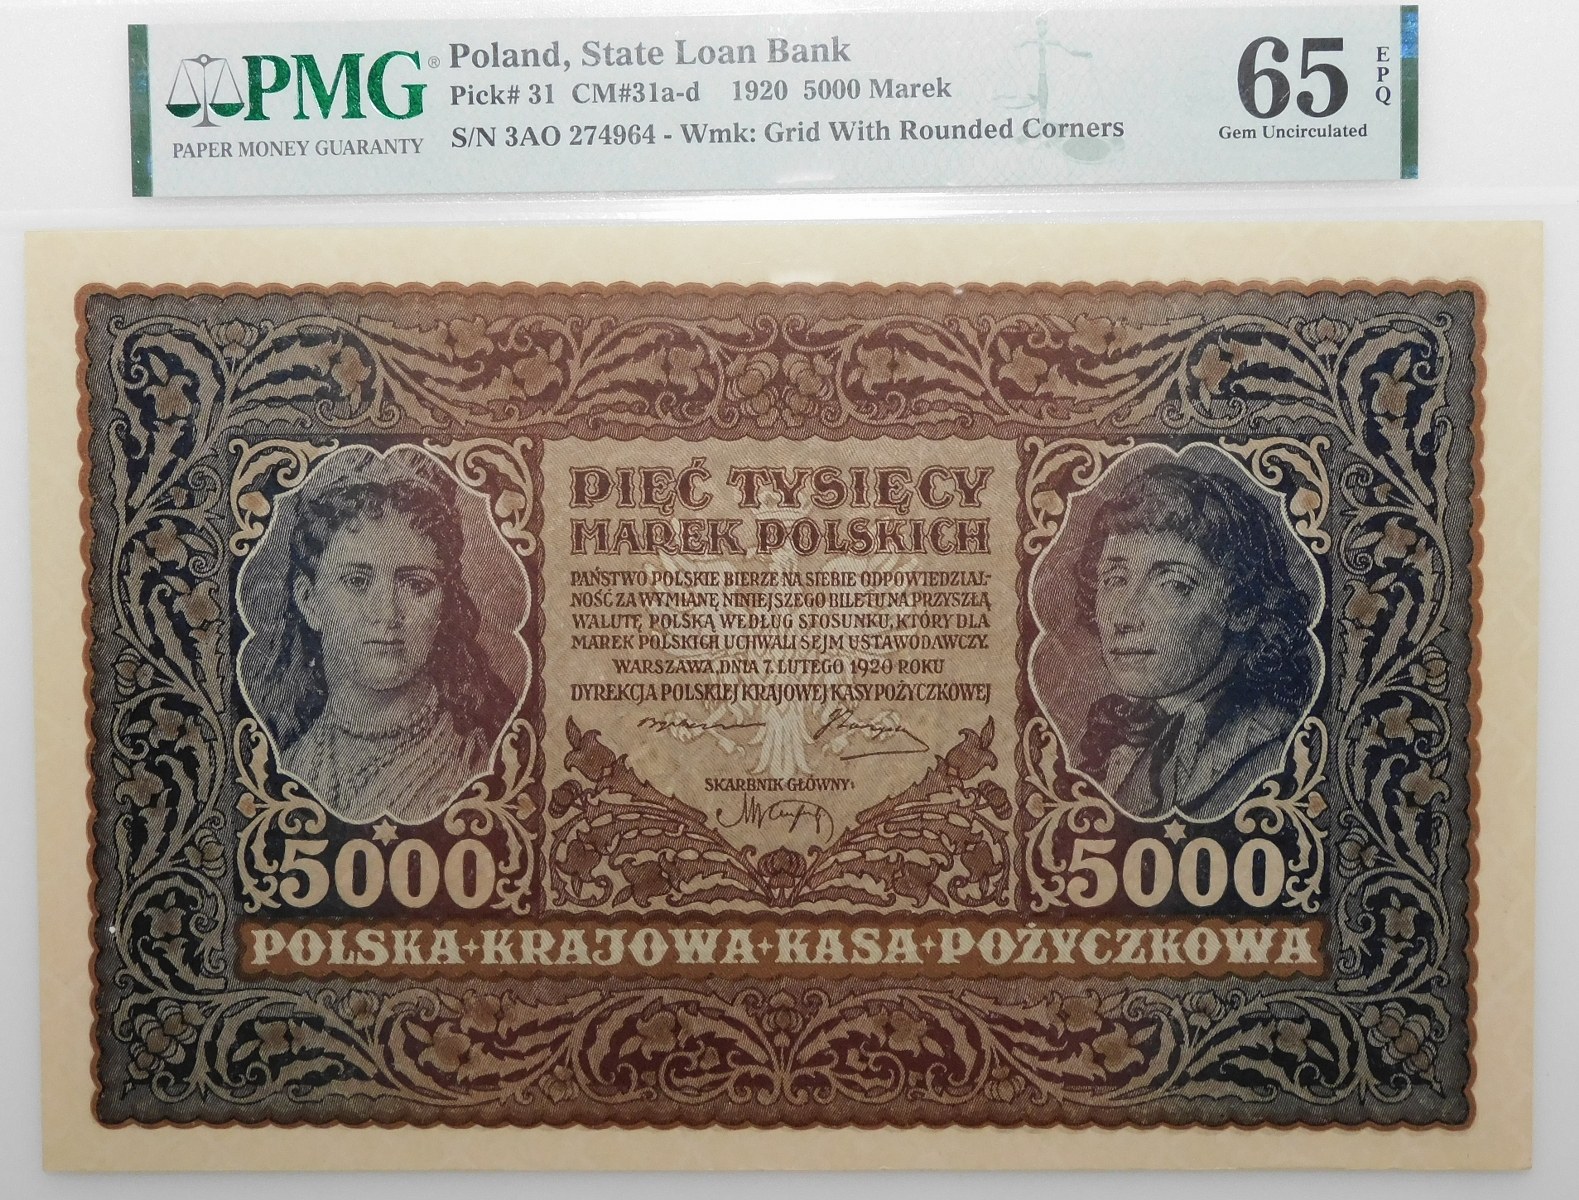 PMG®
PAPER MONEY GUARANTY
Poland, State Loan Bank
Pick# 31 CM#31a-d 1920 5000 Marek
S/N 3AO 274964 - Wmk: Grid With Rounded Corners
65 EPQ
Gem Uncirculated
PIĘĆ TYSIĘCY
MAREK POLSKICH
PAŃSTWO POLSKIE BIERZE NA SIEBIE ODPOWIEDZIAL-
NOŚĆ ZA WYMIANĘ NINIEJSZEGO BILETU NA PRZYSZŁĄ
WALUTĘ POLSKĄ WEDŁUG STOSUNKU, KTÓRY DLA
MAREK POLSKICH UCHWALI SEJM USTAWODAWCZY.
WARSZAWA, DNIA 7. LUTEGO 1920 ROKU
DYREKCJA POLSKIEJ KRAJOWEJ KASY POŻYCZKOWEJ
SKARBNIK GŁÓWNY:
5000 5000
POLSKA+KRAJOWA+KASA+POŻYCZKOWA